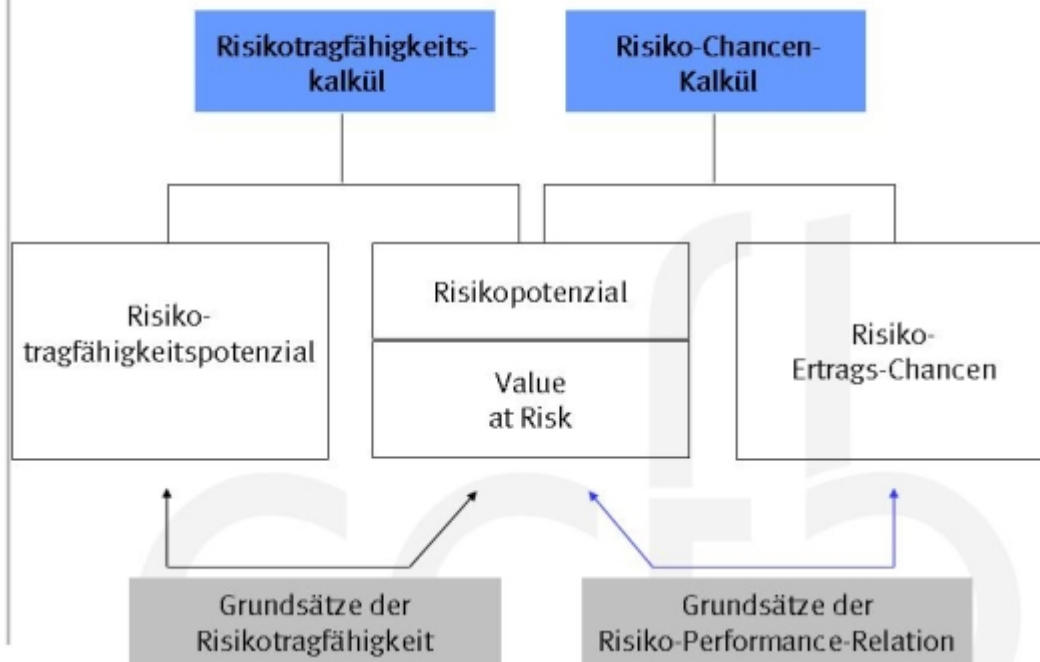 Risikotragfähigkeits-
kalkül
Risiko-Chancen-
Kalkül
Risiko-
tragfähigkeitspotenzial
Risikopotenzial
Value
at Risk
Risiko-
Ertrags-Chancen
Grundsätze der
Risikotragfähigkeit
Grundsätze der
Risiko-Performance-Relation